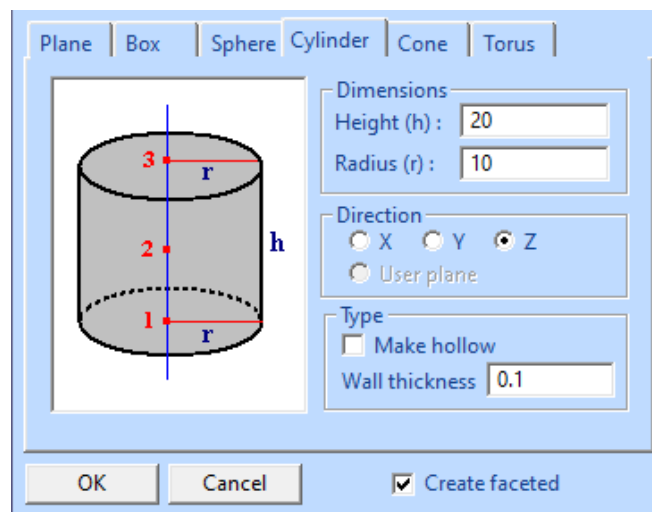 Plane Box Sphere Cylinder Cone Torus
3
r
2
h
1
r
Dimensions
Height (h) : 20
Radius (r) : 10
Direction
X Y Z
User plane
Type
Make hollow
Wall thickness 0.1
OK Cancel Create faceted